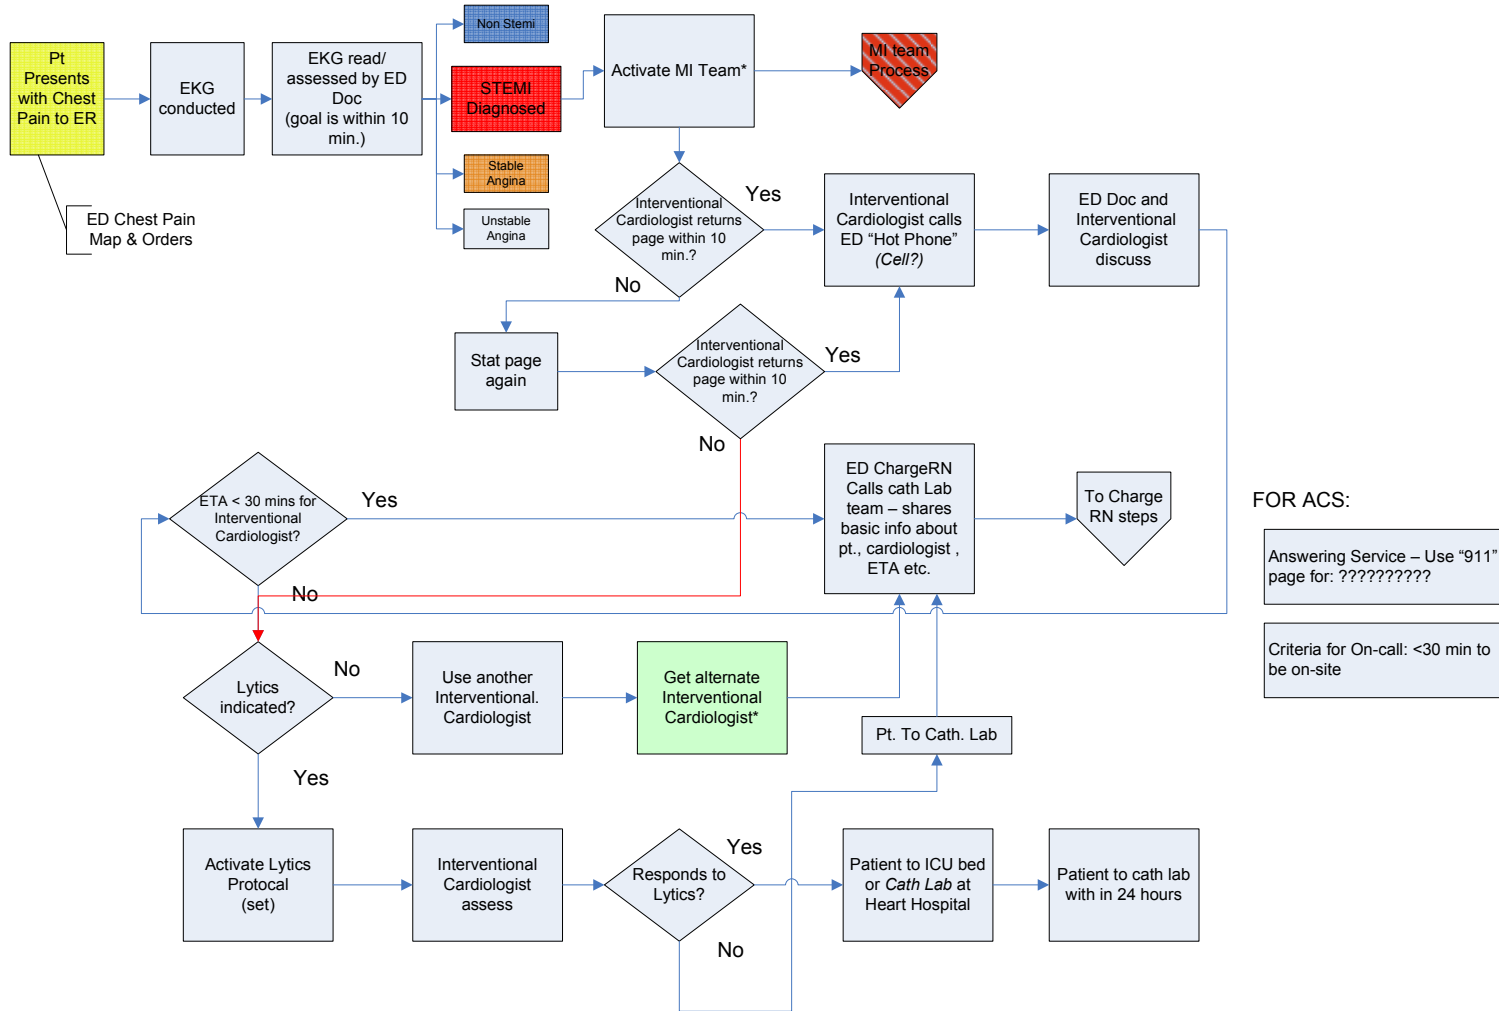 Pt
Presents
with Chest
Pain to ER
EKG
conducted
EKG read/
assessed by ED
Doc
(goal is within 10
min.)
Non Stemi
STEMI
Diagnosed
Stable
Angina
Unstable
Angina
Activate MI Team*
MI team
Process
ED Chest Pain
Map & Orders
Interventional
Cardiologist returns
page within 10
min.?
Yes
No
Interventional
Cardiologist calls
ED “Hot Phone”
(Cell?)
ED Doc and
Interventional
Cardiologist
discuss
Stat page
again
Interventional
Cardiologist returns
page within 10
min.?
Yes
No
ETA < 30 mins for
Interventional
Cardiologist?
Yes
No
ED ChargeRN
Calls cath Lab
team – shares
basic info about
pt., cardiologist ,
ETA etc.
To Charge
RN steps
FOR ACS:
Answering Service – Use “911”
page for: ??????????
Criteria for On-call: <30 min to
be on-site
Lytics
indicated?
No
Yes
Use another
Interventional.
Cardiologist
Get alternate
Interventional
Cardiologist*
Pt. To Cath. Lab
Activate Lytics
Protocal
(set)
Interventional
Cardiologist
assess
Responds to
Lytics?
Yes
No
Patient to ICU bed
or Cath Lab at
Heart Hospital
Patient to cath lab
with in 24 hours